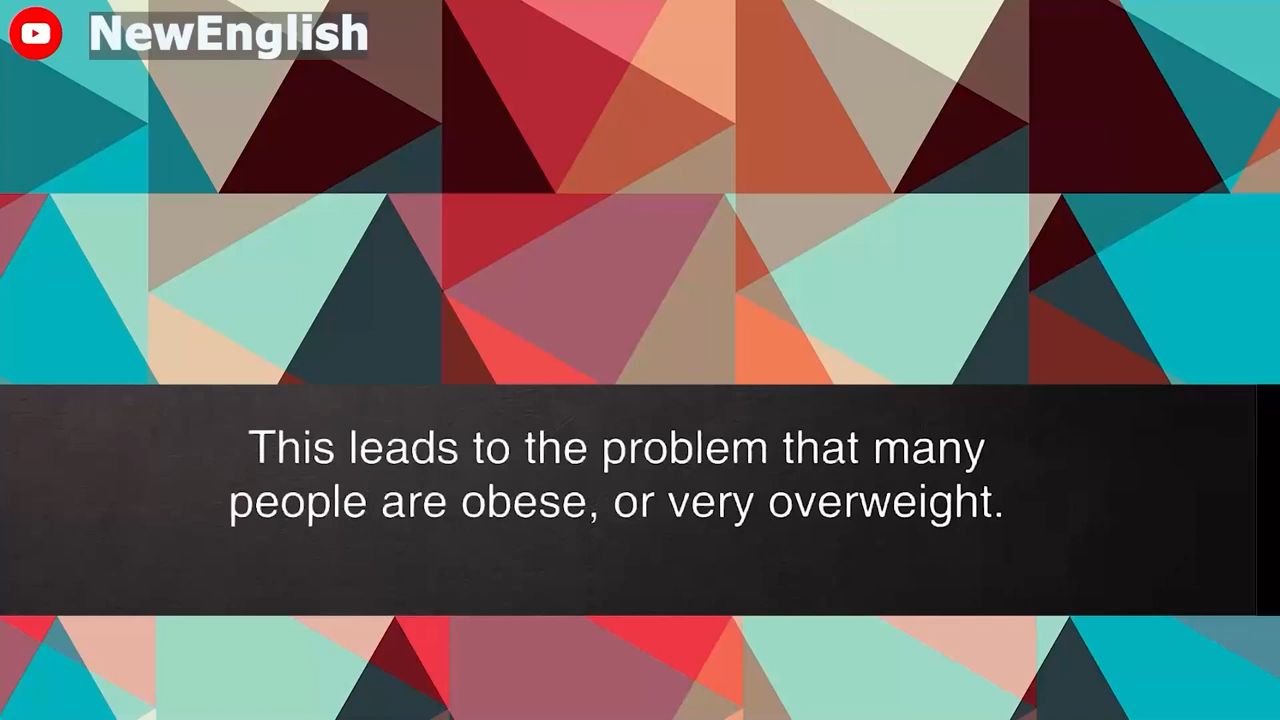 NewEnglish
This leads to the problem that many
people are obese, or very overweight.